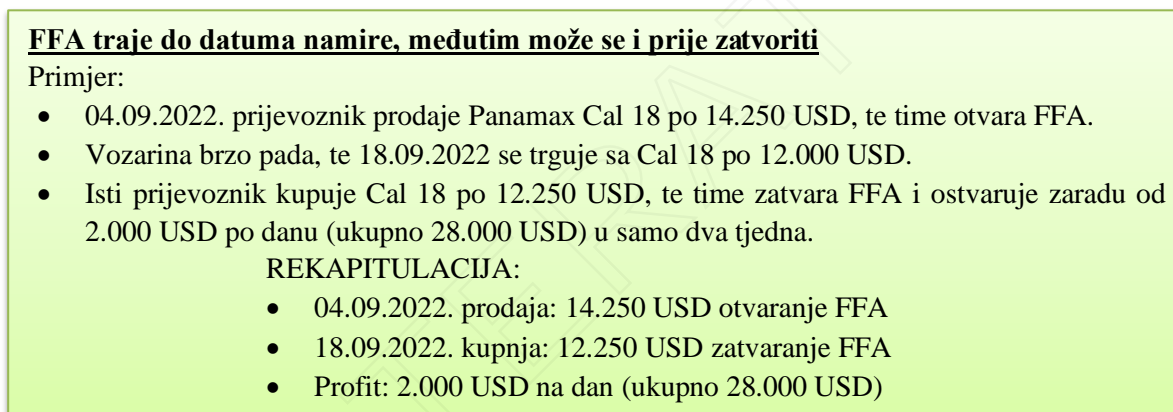 FFA traje do datuma namire, međutim može se i prije zatvoriti
Primjer:
• 04.09.2022. prijevoznik prodaje Panamax Cal 18 po 14.250 USD, te time otvara FFA.
• Vozarina brzo pada, te 18.09.2022 se trguje sa Cal 18 po 12.000 USD.
• Isti prijevoznik kupuje Cal 18 po 12.250 USD, te time zatvara FFA i ostvaruje zaradu od
2.000 USD po danu (ukupno 28.000 USD) u samo dva tjedna.
REKAPITULACIJA:
• 04.09.2022. prodaja: 14.250 USD otvaranje FFA
• 18.09.2022. kupnja: 12.250 USD zatvaranje FFA
• Profit: 2.000 USD na dan (ukupno 28.000 USD)